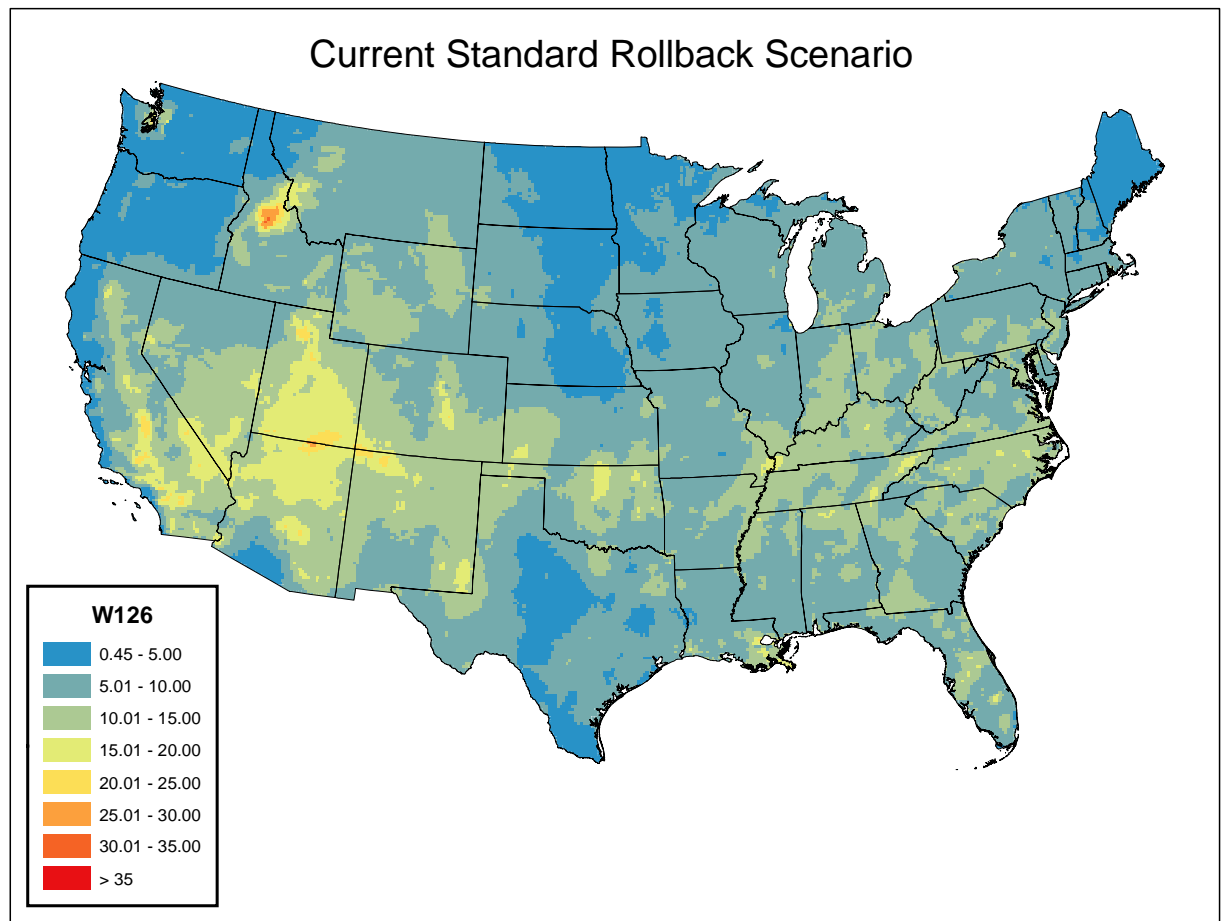 Current Standard Rollback Scenario
W126
0.45 - 5.00
5.01 - 10.00
10.01 - 15.00
15.01 - 20.00
20.01 - 25.00
25.01 - 30.00
30.01 - 35.00
> 35